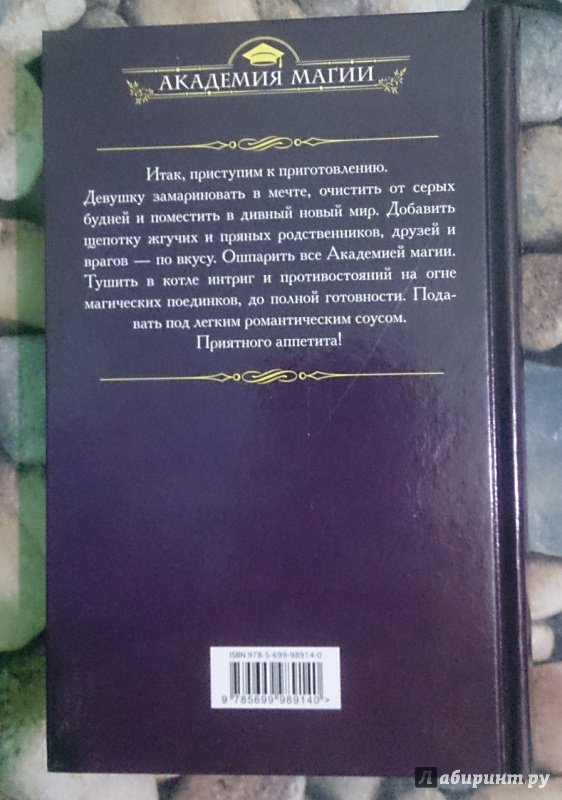 АКАДЕМИЯ МАГИИ
Итак, приступим к приготовлению.
Девушку замариновать в мечте, очистить от серых
будней и поместить в дивный новый мир. Добавить
щепотку жгучих и пряных родственников, друзей и
врагов — по вкусу. Ошпарить все Академией магии.
Тушить в котле интриг и противостояний на огне
магических поединков, до полной готовности. Пода-
вать под легким романтическим соусом.
Приятного аппетита!
ISBN 978-5-699-98914-0
9 785699 989140 >
Лабиринт.ру